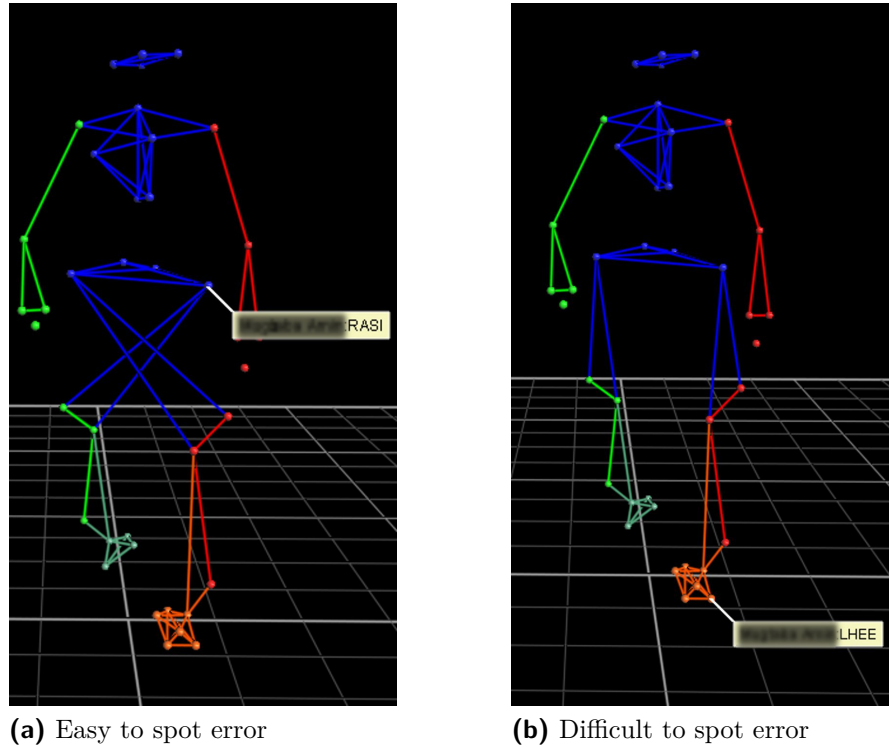 :RASI
:LHEE
(a) Easy to spot error
(b) Difficult to spot error